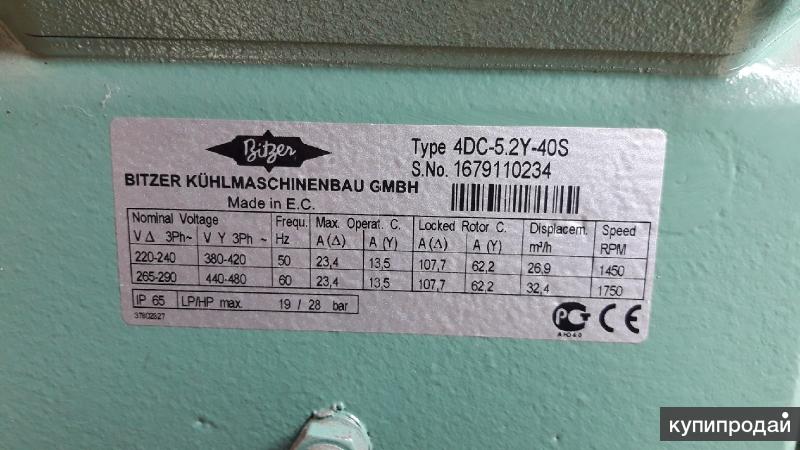 Bitzer
Type 4DC-5.2Y-40S
S.No. 1679110234
BITZER KÜHLMASCHINENBAU GMBH
Made in E.C.
Nominal Voltage Frequ. Max. Operat. C. Locked Rotor C. Displacem. Speed
V Δ 3Ph~ V Y 3Ph ~ Hz A (Δ) A (Y) A (Δ) A (Y) m³/h RPM
220-240 380-420 50 23,4 13,5 107,7 62,2 26,9 1450
265-290 440-480 60 23,4 13,5 107,7 62,2 32,4 1750
IP 65 LP/HP max. 19 / 28 bar
РСТ CE
купипродай